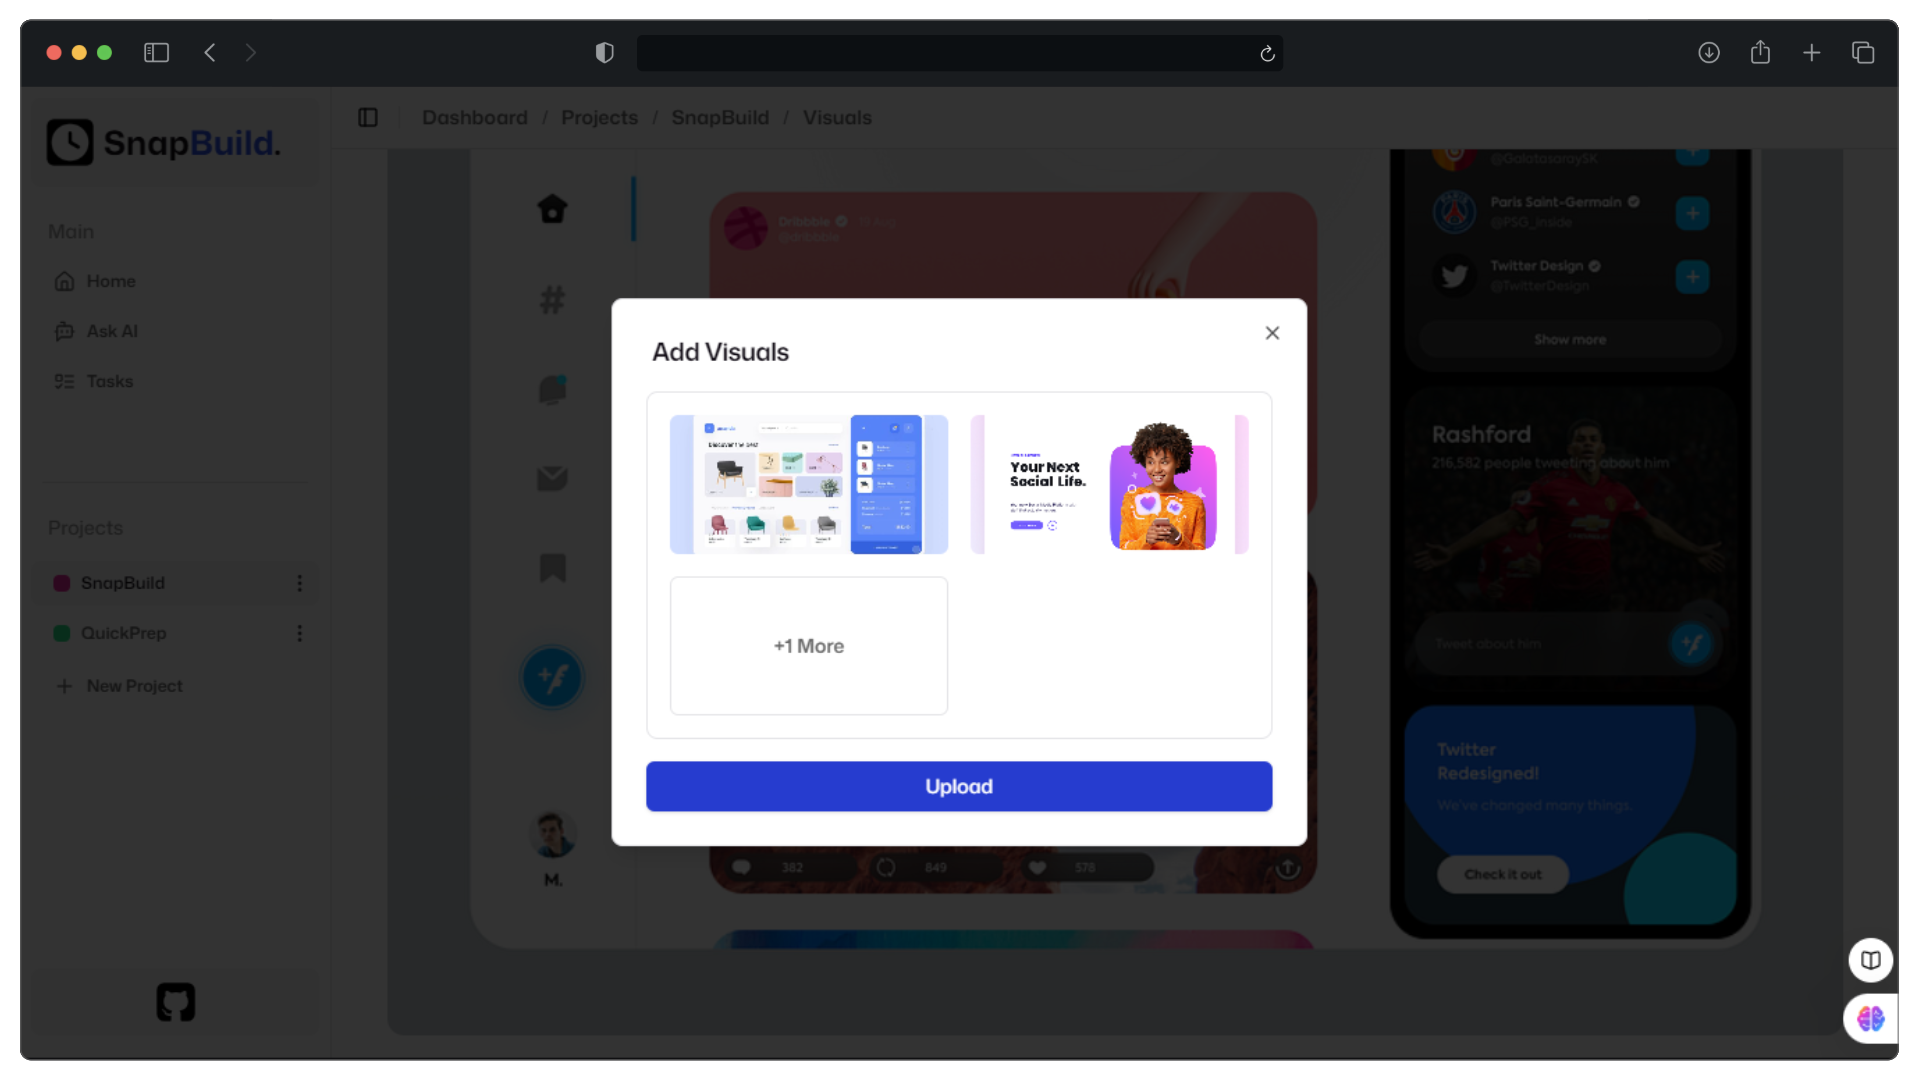 SnapBuild.
Dashboard / Projects / SnapBuild / Visuals
Main
Home
Ask AI
Tasks
Projects
SnapBuild
QuickPrep
New Project
Dribbble
@dribbble
M.
382
849
578
@GalatasaraySK
Paris Saint-Germain
@PSG_inside
Twitter Design
@TwitterDesign
Show more
Rashford
216,582 people tweeting about him
Tweet about him
Twitter
Redesigned!
We've changed many things.
Check it out
Add Visuals
Discover the best
Your Next
Social Life.
+1 More
Upload